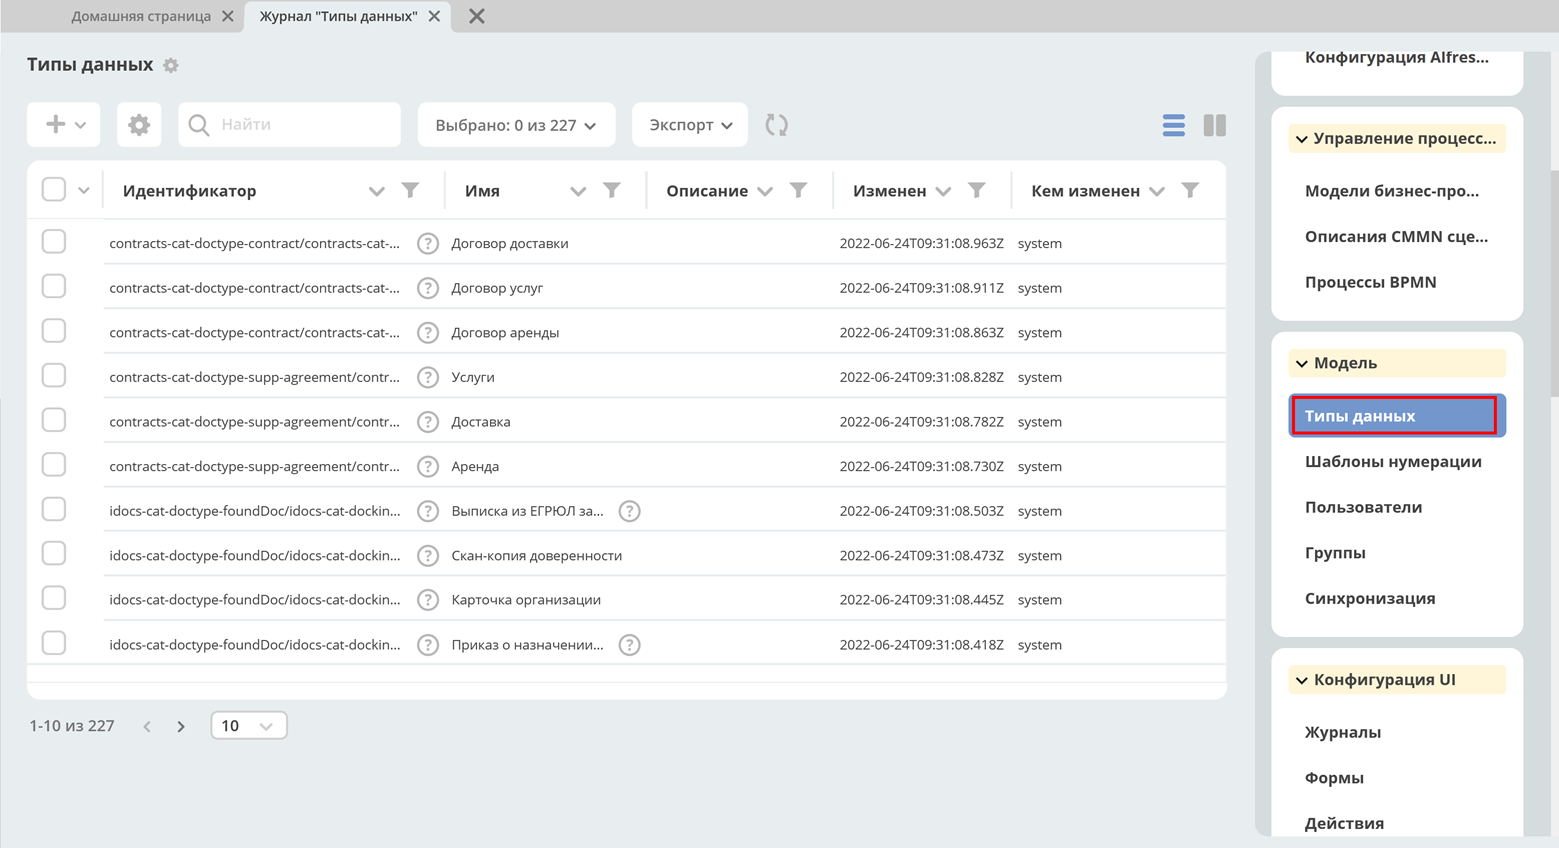 Домашняя страница
Журнал "Типы данных"
Типы данных
Найти
Выбрано: 0 из 227
Экспорт
Идентификатор Имя Описание Изменен Кем изменен
contracts-cat-doctype-contract/contracts-cat-... ? Договор доставки 2022-06-24T09:31:08.963Z system
contracts-cat-doctype-contract/contracts-cat-... ? Договор услуг 2022-06-24T09:31:08.911Z system
contracts-cat-doctype-contract/contracts-cat-... ? Договор аренды 2022-06-24T09:31:08.863Z system
contracts-cat-doctype-supp-agreement/contr... ? Услуги 2022-06-24T09:31:08.828Z system
contracts-cat-doctype-supp-agreement/contr... ? Доставка 2022-06-24T09:31:08.782Z system
contracts-cat-doctype-supp-agreement/contr... ? Аренда 2022-06-24T09:31:08.730Z system
idocs-cat-doctype-foundDoc/idocs-cat-dockin... ? Выписка из ЕГРЮЛ за... ? 2022-06-24T09:31:08.503Z system
idocs-cat-doctype-foundDoc/idocs-cat-dockin... ? Скан-копия доверенности 2022-06-24T09:31:08.473Z system
idocs-cat-doctype-foundDoc/idocs-cat-dockin... ? Карточка организации 2022-06-24T09:31:08.445Z system
idocs-cat-doctype-foundDoc/idocs-cat-dockin... ? Приказ о назначении... ? 2022-06-24T09:31:08.418Z system
1-10 из 227
10
Конфигурация Alfres...
Управление процесс...
Модели бизнес-про...
Описания CMMN сце...
Процессы BPMN
Модель
Типы данных
Шаблоны нумерации
Пользователи
Группы
Синхронизация
Конфигурация UI
Журналы
Формы
Действия